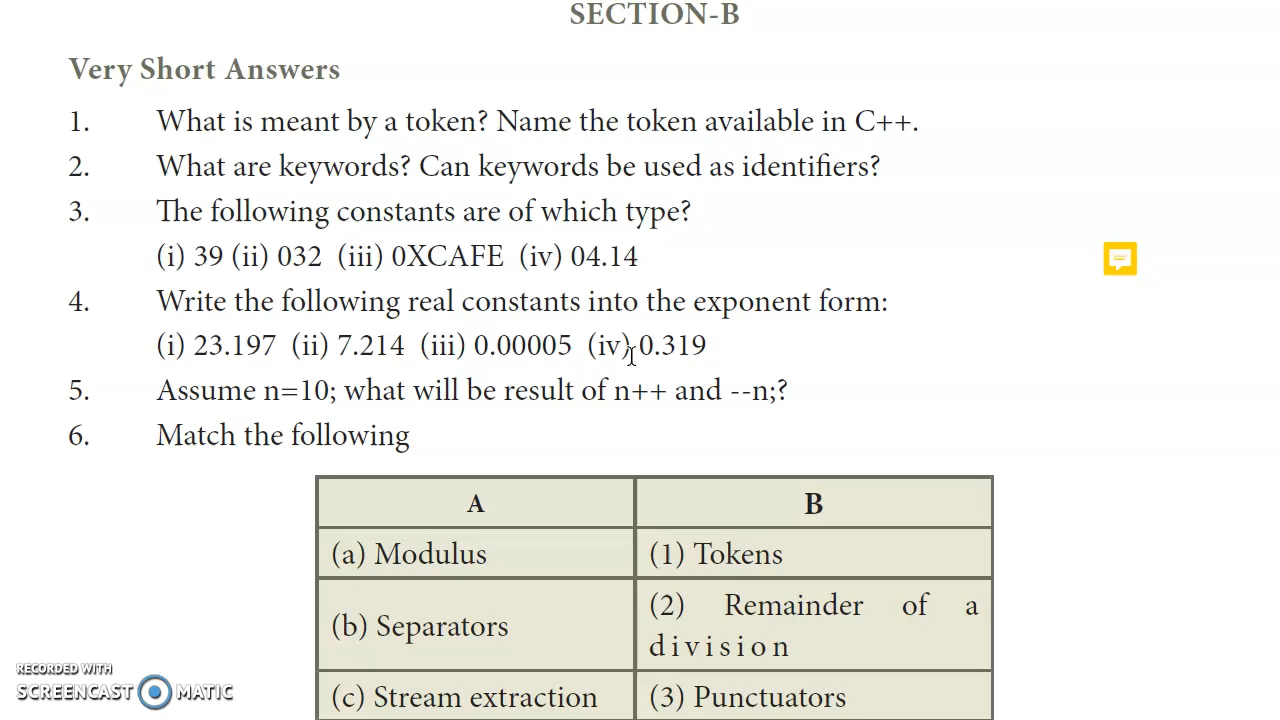 SECTION-B
Very Short Answers
1. What is meant by a token? Name the token available in C++.
2. What are keywords? Can keywords be used as identifiers?
3. The following constants are of which type?
(i) 39 (ii) 032 (iii) 0XCAFE (iv) 04.14
4. Write the following real constants into the exponent form:
(i) 23.197 (ii) 7.214 (iii) 0.00005 (iv) 0.319
5. Assume n=10; what will be result of n++ and --n;?
6. Match the following
A B
(a) Modulus (1) Tokens
(b) Separators (2) Remainder of a
division
(c) Stream extraction (3) Punctuators
RECORDED WITH
SCREENCAST MATIC